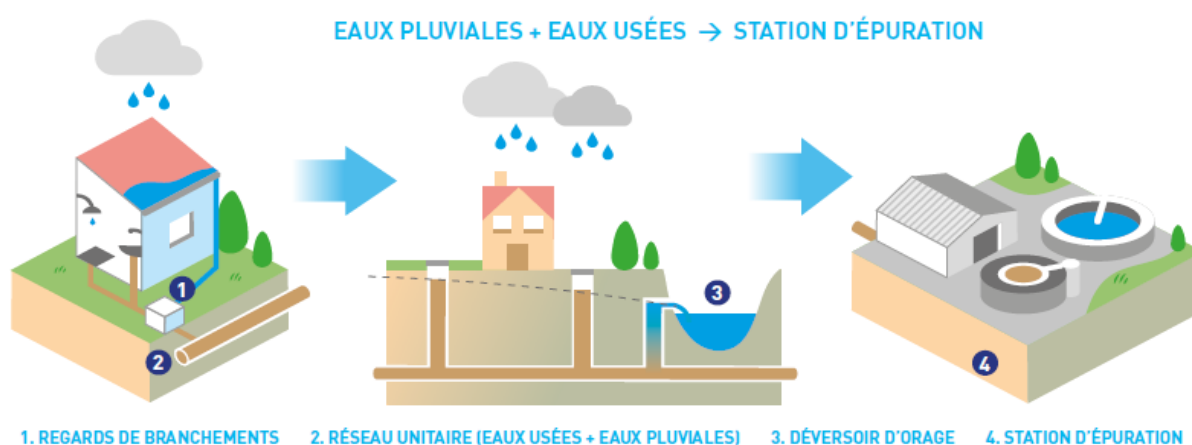 EAUX PLUVIALES + EAUX USÉES → STATION D'ÉPURATION
1
2
3
4
1. REGARDS DE BRANCHEMENTS 2. RÉSEAU UNITAIRE (EAUX USÉES + EAUX PLUVIALES) 3. DÉVERSOIR D'ORAGE 4. STATION D'ÉPURATION